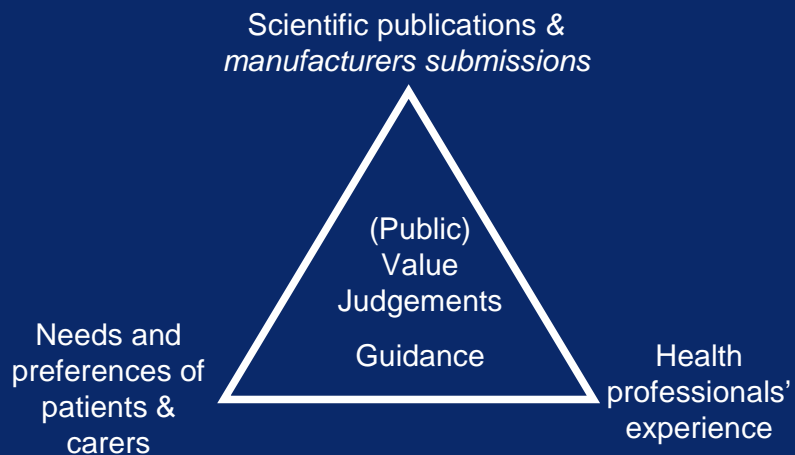 Scientific publications &
manufacturers submissions
(Public)
Value
Judgements
Guidance
Needs and
preferences of
patients &
carers
Health
professionals’
experience